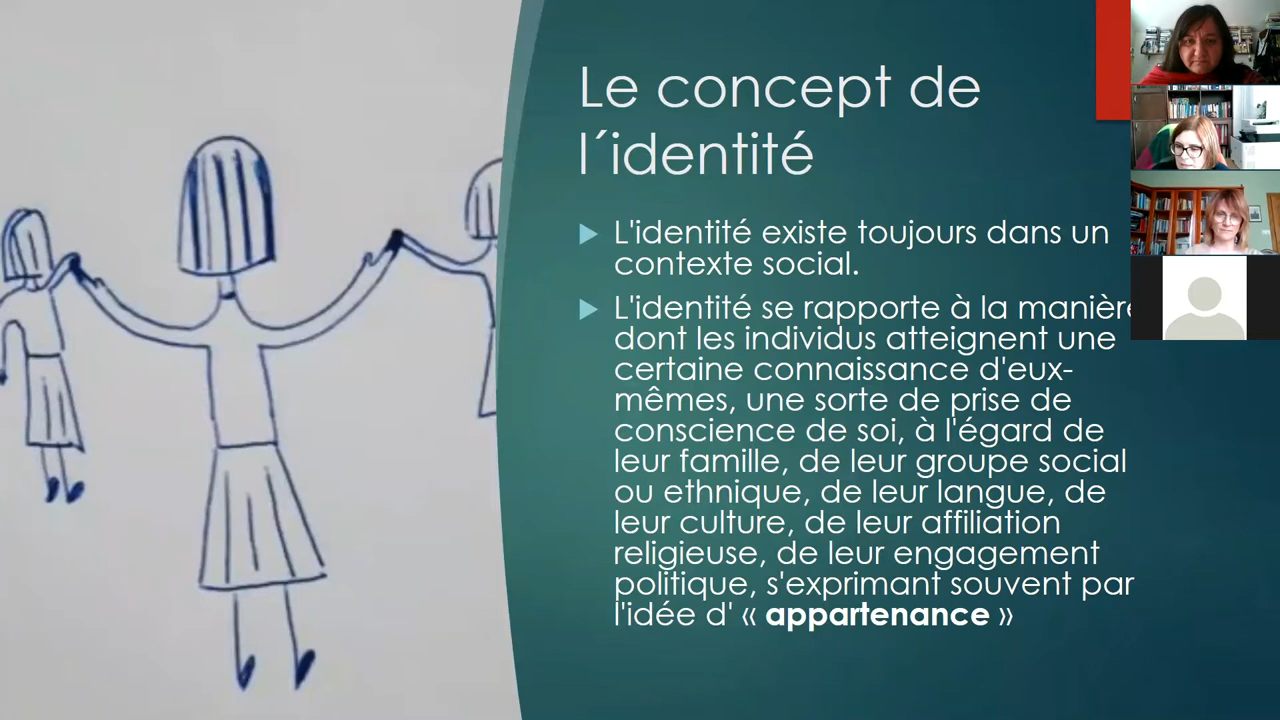 Le concept de
l´identité
L'identité existe toujours dans un
contexte social.
L'identité se rapporte à la manière
dont les individus atteignent une
certaine connaissance d'eux-
mêmes, une sorte de prise de
conscience de soi, à l'égard de
leur famille, de leur groupe social
ou ethnique, de leur langue, de
leur culture, de leur affiliation
religieuse, de leur engagement
politique, s'exprimant souvent par
l'idée d' « appartenance »